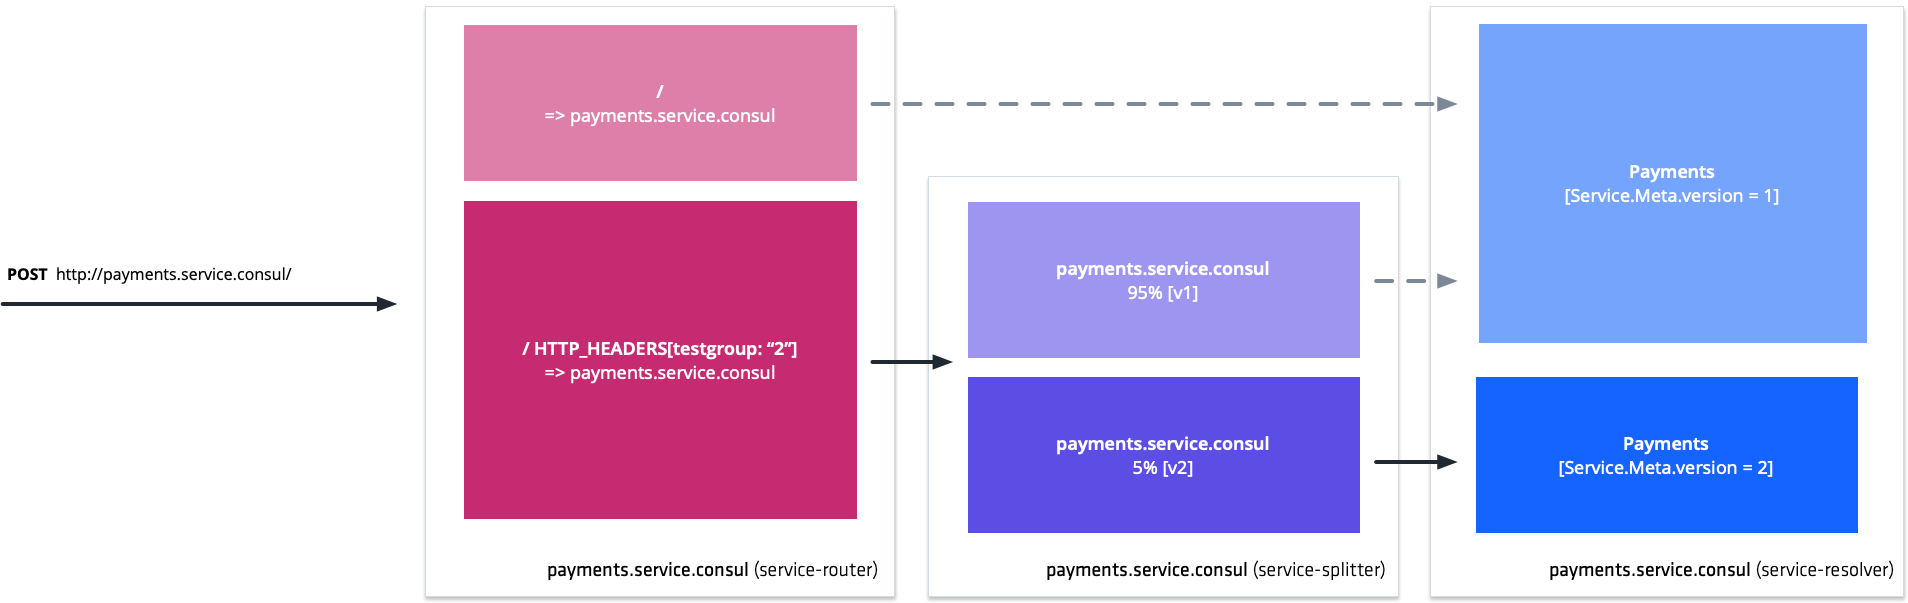 POST http://payments.service.consul/
/
=> payments.service.consul
/ HTTP_HEADERS[testgroup: “2”]
=> payments.service.consul
payments.service.consul (service-router)
payments.service.consul
95% [v1]
payments.service.consul
5% [v2]
payments.service.consul (service-splitter)
Payments
[Service.Meta.version = 1]
Payments
[Service.Meta.version = 2]
payments.service.consul (service-resolver)